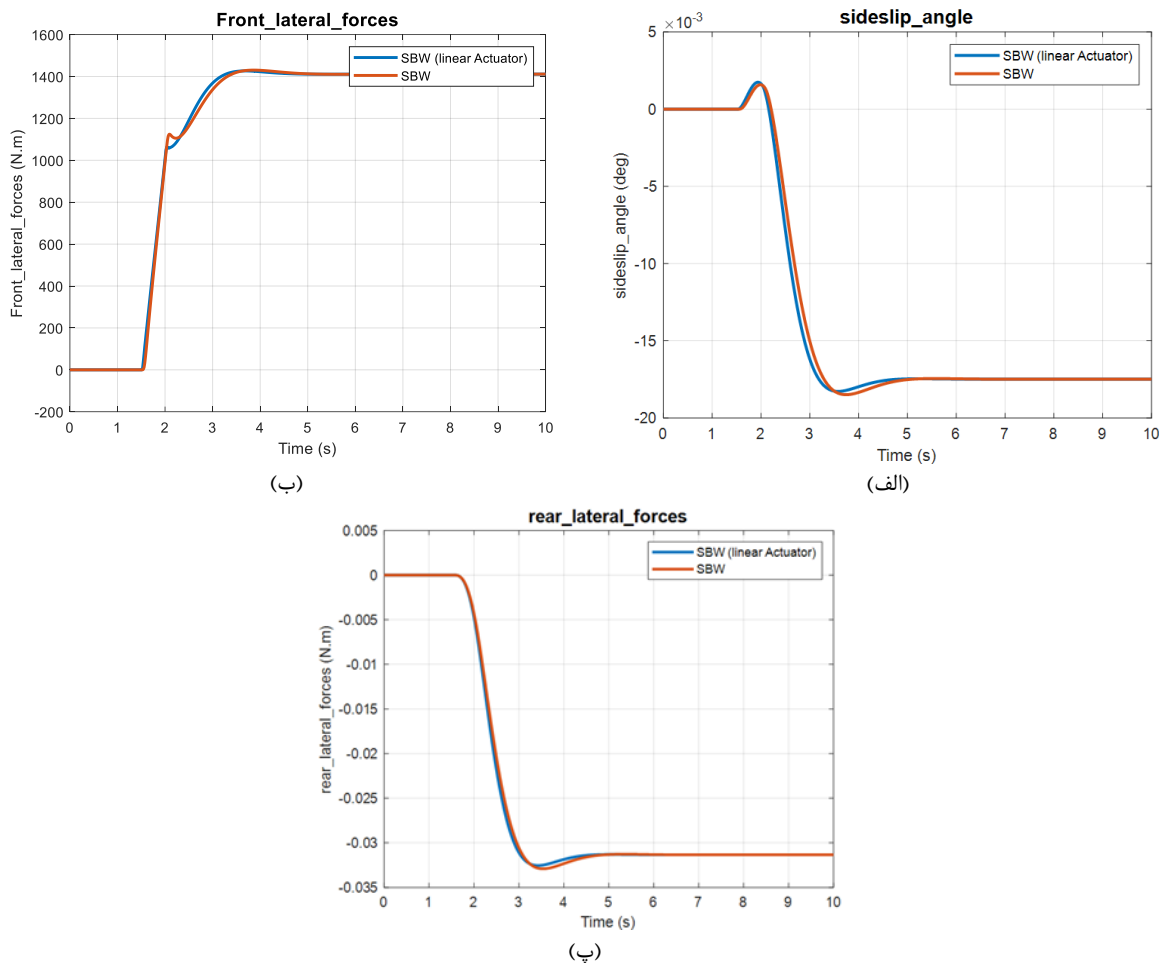 Front_lateral_forces
1600
1400
1200
1000
800
600
400
200
0
-200
Front_lateral_forces (N.m)
SBW (linear Actuator)
SBW
0 1 2 3 4 5 6 7 8 9 10
Time (s)
(ب)
sideslip_angle
×10⁻³
5
0
-5
-10
-15
-20
sideslip_angle (deg)
SBW (linear Actuator)
SBW
0 1 2 3 4 5 6 7 8 9 10
Time (s)
(الف)
rear_lateral_forces
0.005
0
-0.005
-0.01
-0.015
-0.02
-0.025
-0.03
-0.035
rear_lateral_forces (N.m)
SBW (linear Actuator)
SBW
0 1 2 3 4 5 6 7 8 9 10
Time (s)
(پ)